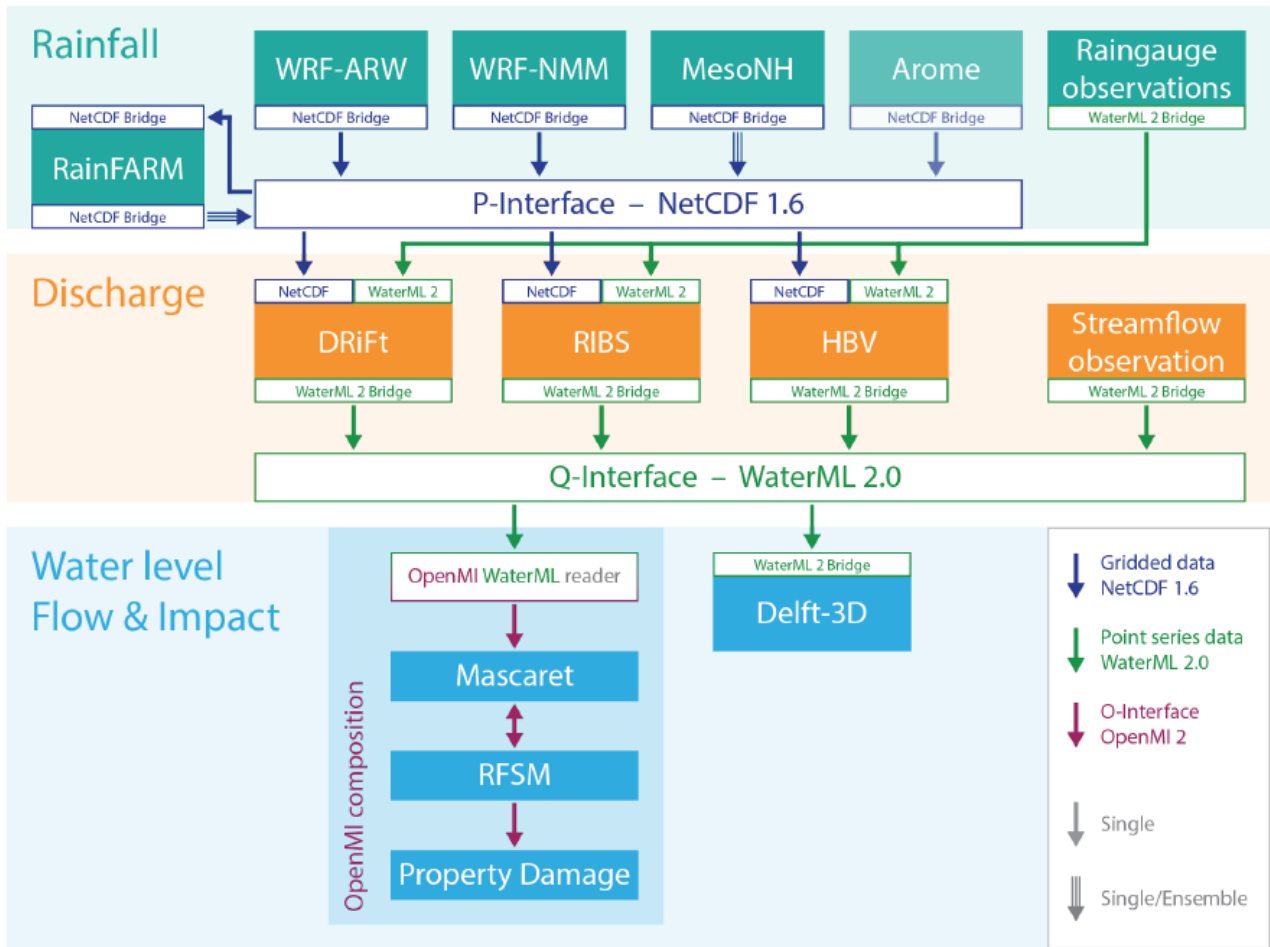 Rainfall
WRF-ARW
NetCDF Bridge
WRF-NMM
NetCDF Bridge
MesoNH
NetCDF Bridge
Arome
NetCDF Bridge
Raingauge
observations
WaterML 2 Bridge
NetCDF Bridge
RainFARM
NetCDF Bridge
P-Interface – NetCDF 1.6
Discharge
NetCDF
WaterML 2
DRiFt
WaterML 2 Bridge
NetCDF
WaterML 2
RIBS
WaterML 2 Bridge
NetCDF
WaterML 2
HBV
WaterML 2 Bridge
Streamflow
observation
WaterML 2 Bridge
Q-Interface – WaterML 2.0
Water level
Flow & Impact
OpenMI composition
OpenMI WaterML reader
Mascaret
RFSM
Property Damage
WaterML 2 Bridge
Delft-3D
Gridded data
NetCDF 1.6
Point series data
WaterML 2.0
O-Interface
OpenMI 2
Single
Single/Ensemble